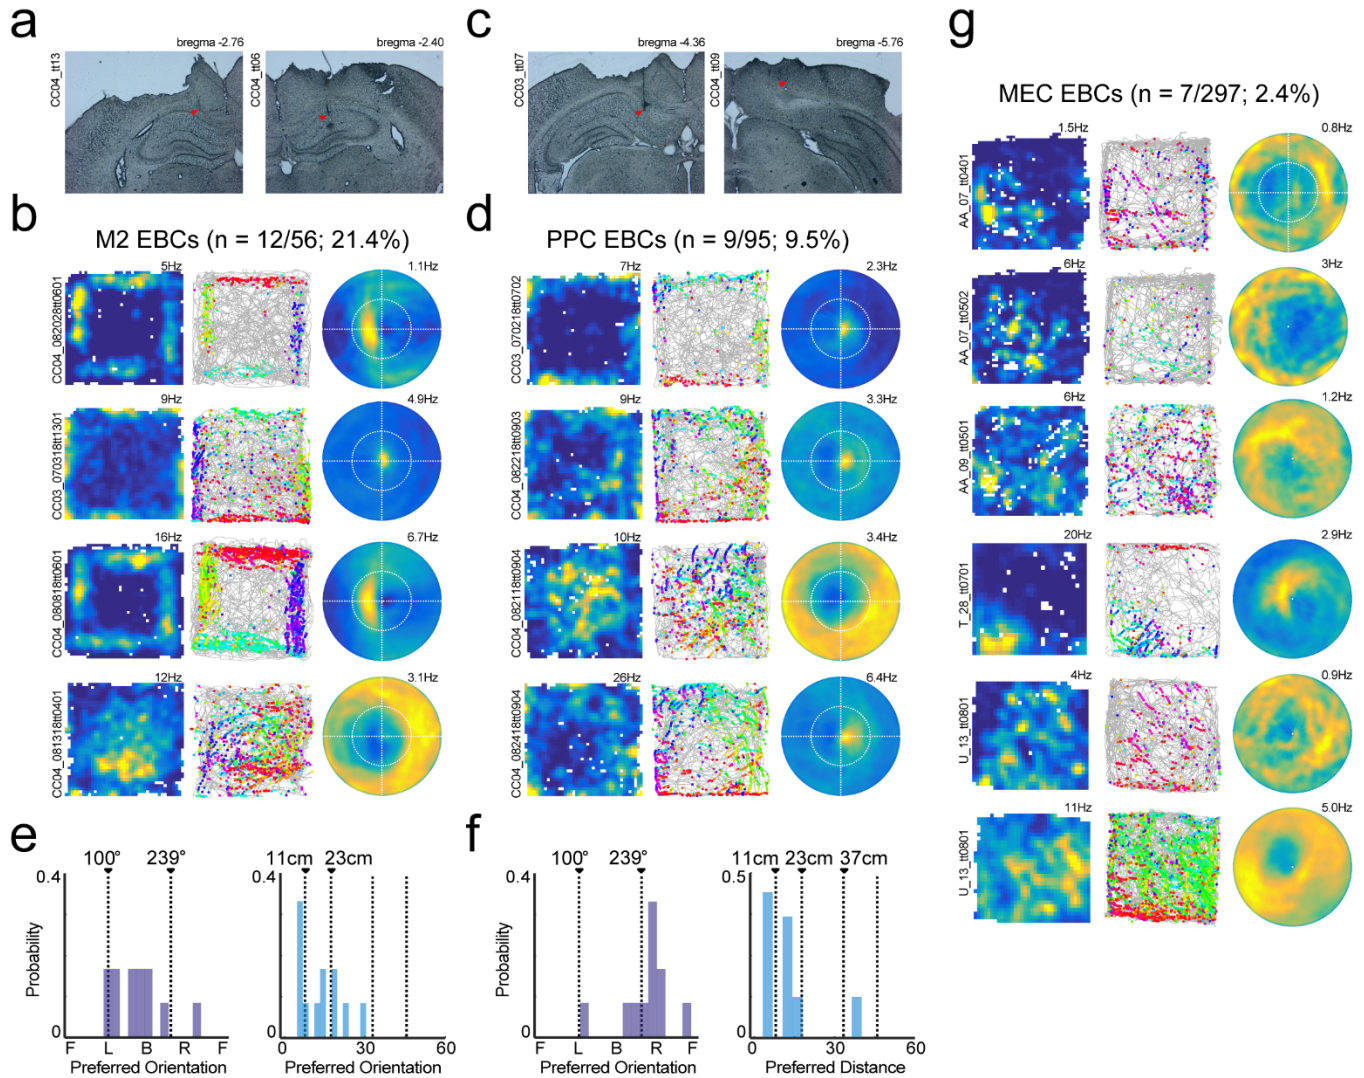 a
bregma -2.76
bregma -2.40
CC04_tt13
CC04_tt06
c
bregma -4.36
bregma -5.76
CC03_tt07
CC04_tt09
g
MEC EBCs (n = 7/297; 2.4%)
1.5Hz
0.8Hz
AA_07_tt0401
6Hz
3Hz
AA_07_tt0502
6Hz
1.2Hz
AA_09_tt0501
20Hz
2.9Hz
T_28_tt0701
4Hz
0.9Hz
U_13_tt0801
11Hz
5.0Hz
U_13_tt0801
b
M2 EBCs (n = 12/56; 21.4%)
5Hz
1.1Hz
CC04_082028tt0601
9Hz
4.9Hz
CC03_070318tt1301
16Hz
6.7Hz
CC04_080818tt0601
12Hz
3.1Hz
CC04_081318tt0401
d
PPC EBCs (n = 9/95; 9.5%)
7Hz
2.3Hz
CC03_070218tt0702
9Hz
3.3Hz
CC04_082218tt0903
10Hz
3.4Hz
CC04_082118tt0904
26Hz
6.4Hz
CC04_082418tt0904
e
100° 239°
0.4
Probability
0
F L B R F
Preferred Orientation
11cm 23cm
0.4
0
0 30 60
Preferred Orientation
f
100° 239°
0.4
Probability
0
F L B R F
Preferred Orientation
11cm 23cm 37cm
0.5
0
0 30 60
Preferred Distance